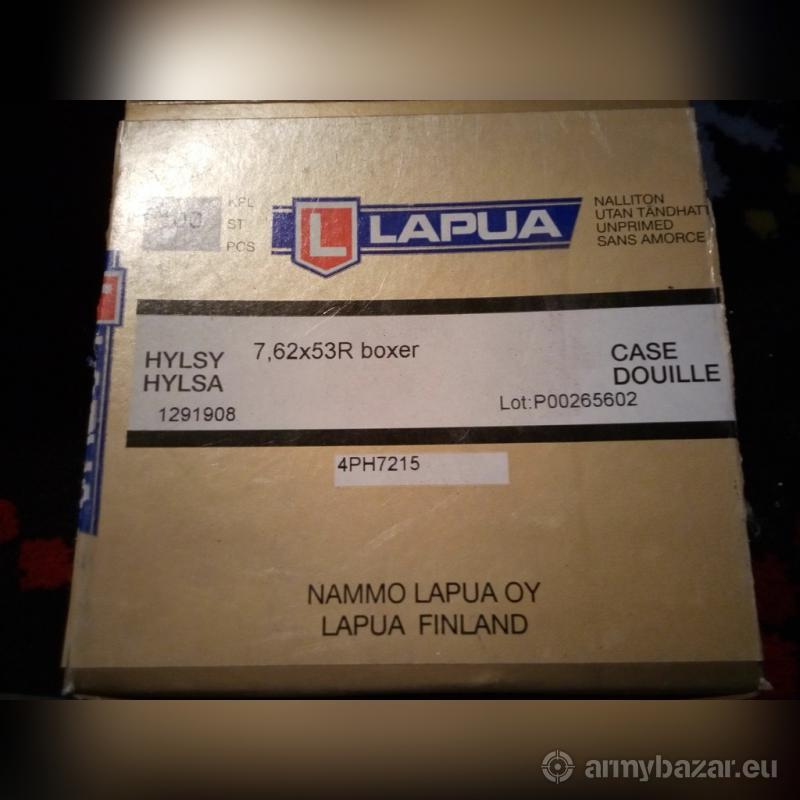 KPL
ST
PCS
L LAPUA
NALLITON
UTAN TÄNDHATT
UNPRIMED
SANS AMORCE
HYLSY
HYLSA
7,62x53R boxer
CASE
DOUILLE
1291908
Lot:P00265602
4PH7215
NAMMO LAPUA OY
LAPUA FINLAND
armybazar.eu